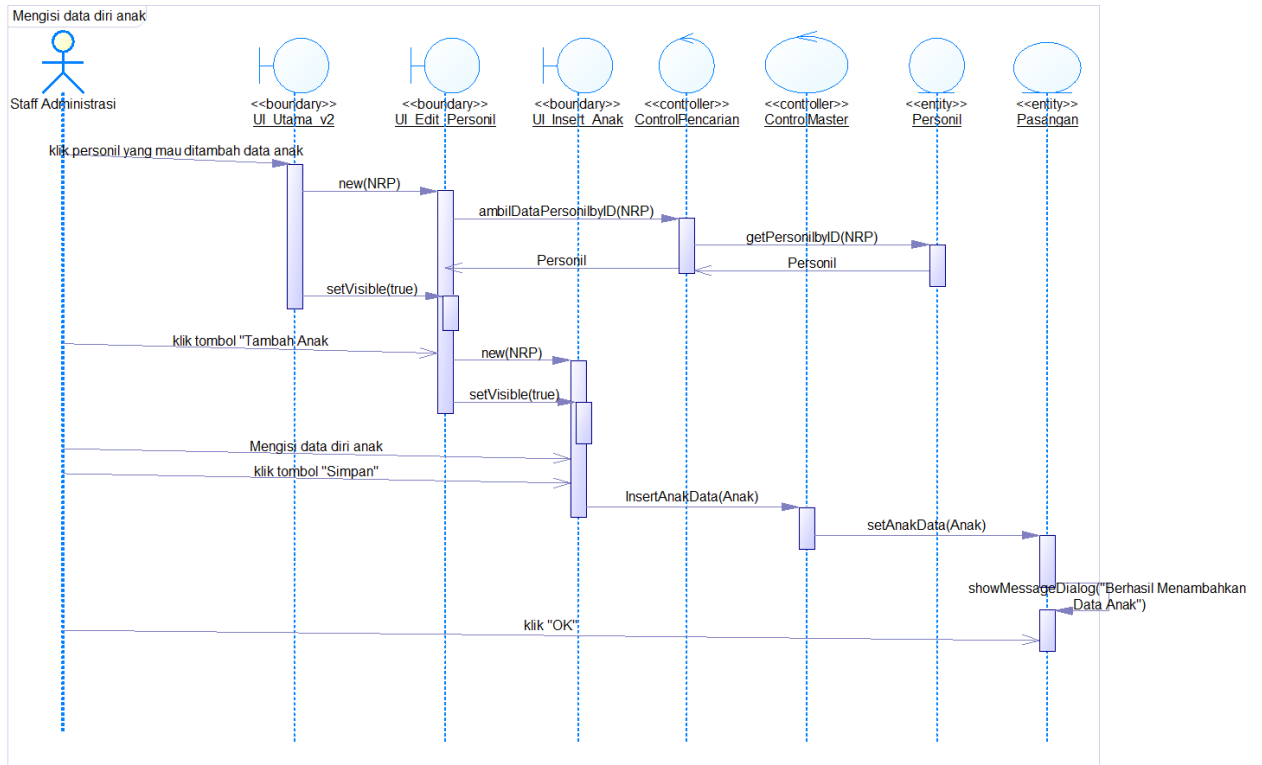 Mengisi data diri anak
Staff Administrasi
<<boundary>>
UI_Utama_v2
<<boundary>>
UI_Edit_Personil
<<boundary>>
UI_Insert_Anak
<<controller>>
ControlPencarian
<<controller>>
ControlMaster
<<entity>>
Personil
<<entity>>
Pasangan
klik personil yang mau ditambah data anak
new(NRP)
ambilDataPersonilbyID(NRP)
getPersonilbyID(NRP)
Personil
Personil
setVisible(true)
klik tombol "Tambah Anak
new(NRP)
setVisible(true)
Mengisi data diri anak
klik tombol "Simpan"
InsertAnakData(Anak)
setAnakData(Anak)
showMessageDialog("Berhasil Menambahkan
Data Anak")
klik "OK"